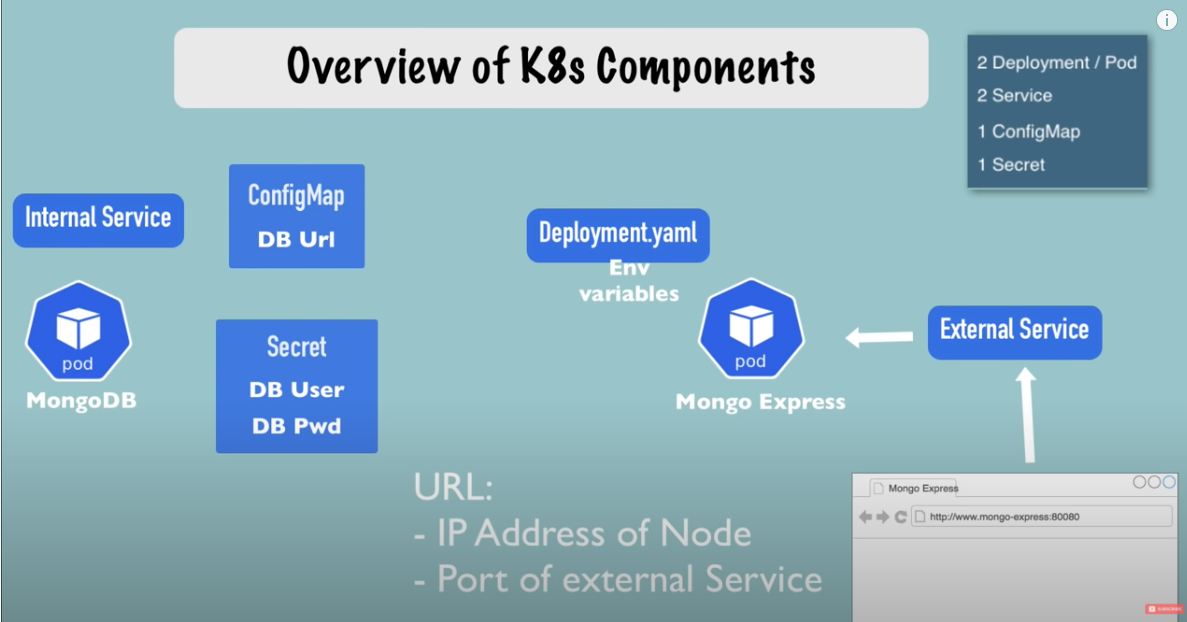 Overview of K8s Components
2 Deployment / Pod
2 Service
1 ConfigMap
1 Secret
Internal Service
ConfigMap
DB Url
Deployment.yaml
Env
variables
pod
MongoDB
Secret
DB User
DB Pwd
pod
Mongo Express
External Service
URL:
- IP Address of Node
- Port of external Service
Mongo Express
http://www.mongo-express:80080
SUBSCRIBE